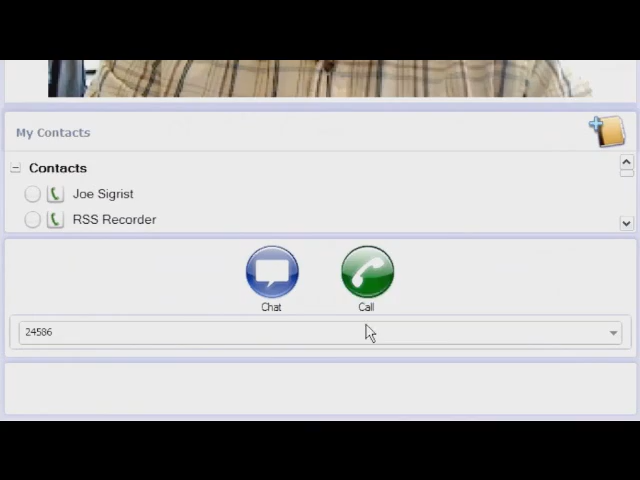 My Contacts
Contacts
Joe Sigrist
RSS Recorder
Chat Call
24586